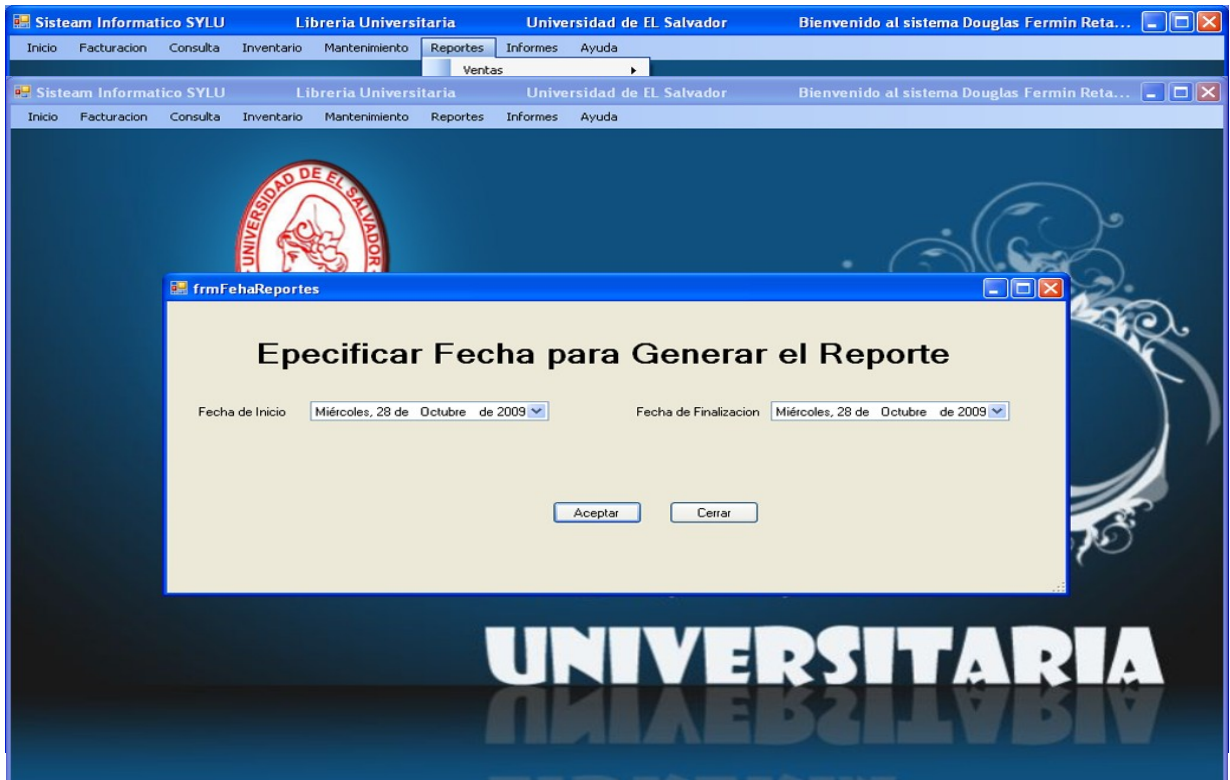 Sisteam Informatico SYLU Libreria Universitaria Universidad de EL Salvador Bienvenido al sistema Douglas Fermin Reta...
Inicio Facturacion Consulta Inventario Mantenimiento Reportes Informes Ayuda
Ventas
Sisteam Informatico SYLU Libreria Universitaria Universidad de EL Salvador Bienvenido al sistema Douglas Fermin Reta...
Inicio Facturacion Consulta Inventario Mantenimiento Reportes Informes Ayuda
UNIVERSIDAD DE EL SALVADOR
frmFehaReportes
Epecificar Fecha para Generar el Reporte
Fecha de Inicio Miércoles, 28 de Octubre de 2009 Fecha de Finalizacion Miércoles, 28 de Octubre de 2009
Aceptar Cerrar
UNIVERSITARIA